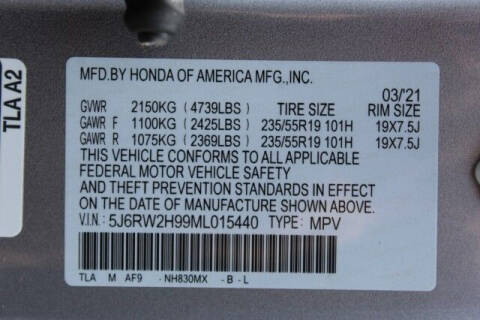 TLA A2
MFD.BY HONDA OF AMERICA MFG.,INC.
03/'21
GVWR 2150KG (4739LBS) TIRE SIZE RIM SIZE
GAWR F 1100KG (2425LBS) 235/55R19 101H 19X7.5J
GAWR R 1075KG (2369LBS) 235/55R19 101H 19X7.5J
THIS VEHICLE CONFORMS TO ALL APPLICABLE
FEDERAL MOTOR VEHICLE SAFETY
AND THEFT PREVENTION STANDARDS IN EFFECT
ON THE DATE OF MANUFACTURE SHOWN ABOVE.
V.I.N: 5J6RW2H99ML015440 TYPE: MPV
TLA M AF9 - NH830MX - B - L